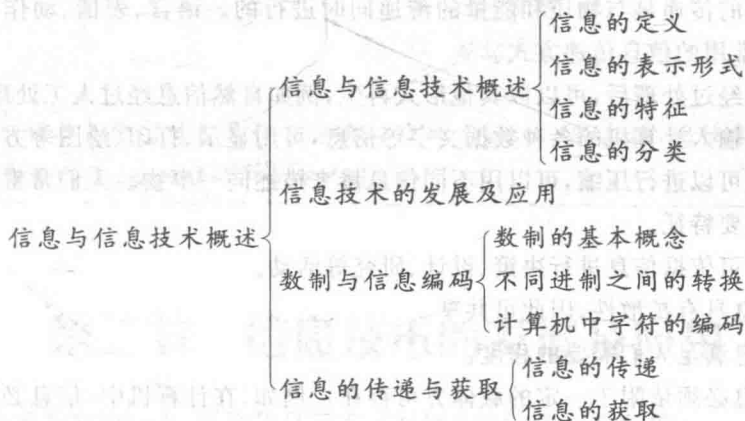 信息的定义
信息的表示形式
信息与信息技术概述
信息的特征
信息的分类
信息技术的发展及应用
信息与信息技术概述
数制的基本概念
数制与信息编码
不同进制之间的转换
计算机中字符的编码
信息的传递
信息的传递与获取
信息的获取